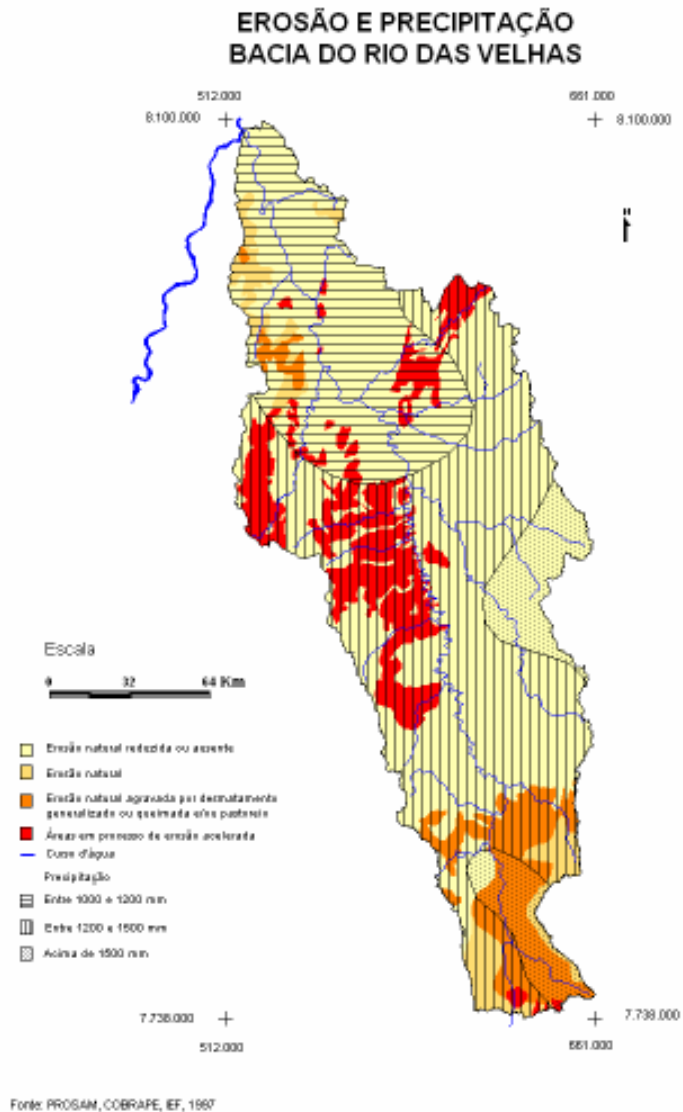 EROSÃO E PRECIPITAÇÃO
BACIA DO RIO DAS VELHAS
512.000 661.000
8.100.000 8.100.000
Escala
0 32 64 Km
Erosão natural reduzida ou ausente
Erosão natural
Erosão natural agravada por desmatamento
generalizado ou queimada e/ou pastoreio
Áreas em processo de erosão acelerada
Curso d'água
Precipitação
Entre 1000 e 1200 mm
Entre 1200 e 1500 mm
Acima de 1500 mm
7.738.000 7.738.000
512.000 661.000
Fonte: PROSAM, COBRAPE, IEF, 1997